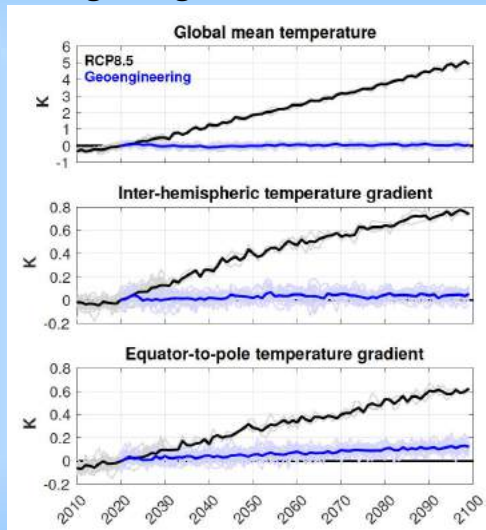 Global mean temperature
RCP8.5
Geoengineering
K
6
5
4
3
2
1
0
-1
Inter-hemispheric temperature gradient
K
0.8
0.6
0.4
0.2
0
-0.2
Equator-to-pole temperature gradient
K
0.8
0.6
0.4
0.2
0
-0.2
2010 2020 2030 2040 2050 2060 2070 2080 2090 2100